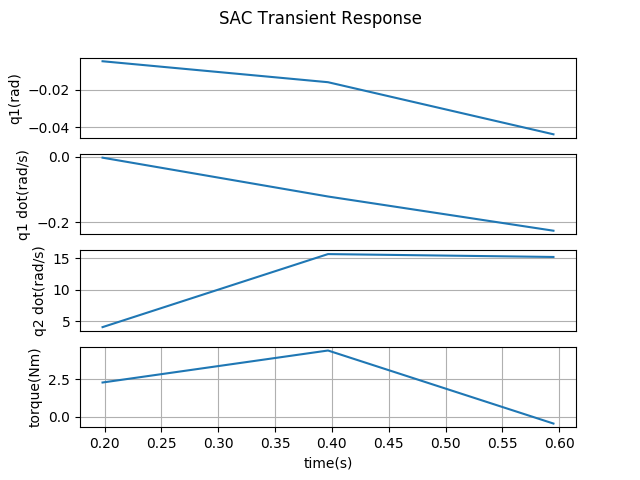 SAC Transient Response
q1(rad)
−0.02
−0.04
q1 dot(rad/s)
0.0
−0.2
q2 dot(rad/s)
15
10
5
torque(Nm)
2.5
0.0
0.20 0.25 0.30 0.35 0.40 0.45 0.50 0.55 0.60
time(s)